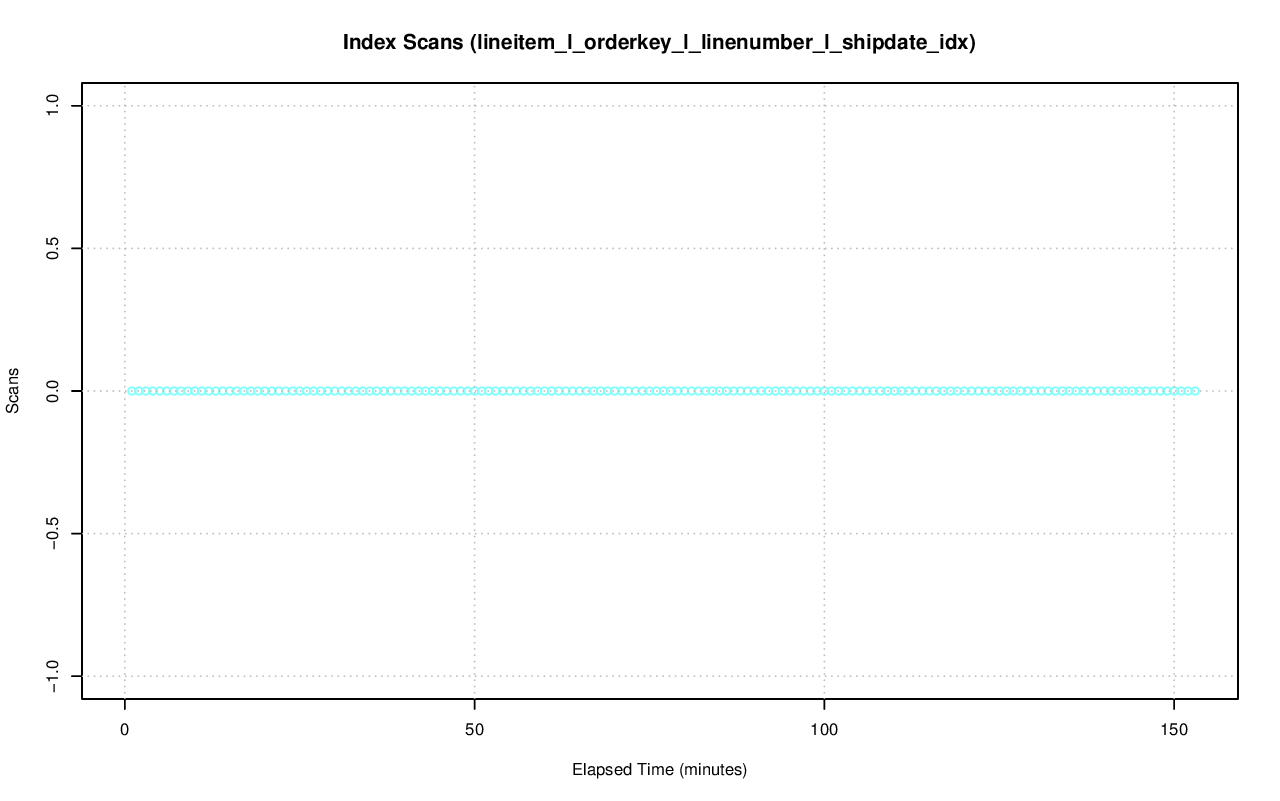 Index Scans (lineitem_l_orderkey_l_linenumber_l_shipdate_idx)
1.0
0.5
0.0
−0.5
−1.0
Scans
0 50 100 150
Elapsed Time (minutes)